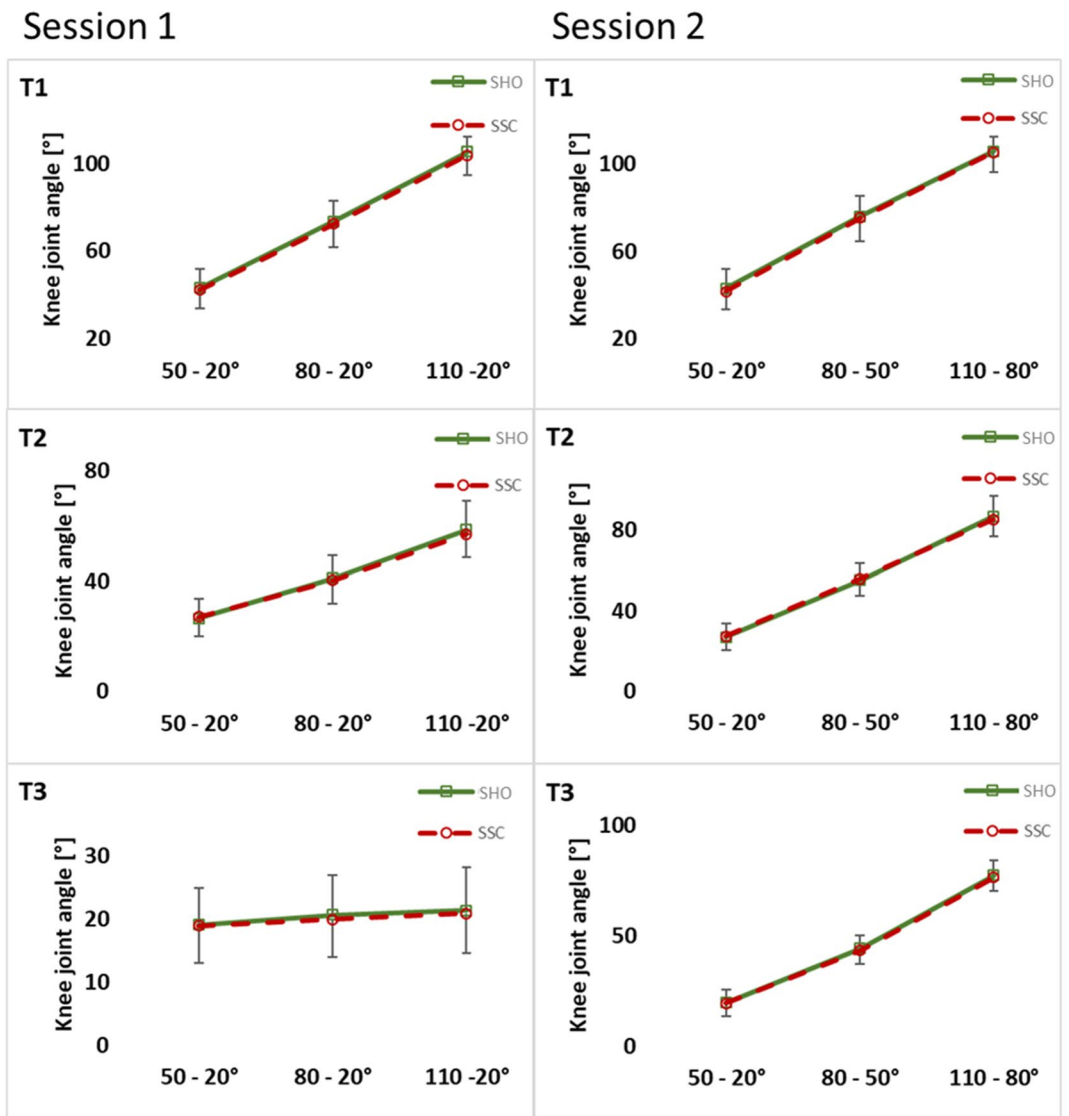 Session 1
Session 2
T1
SHO
SSC
Knee joint angle [°]
100
60
20
50 - 20°
80 - 20°
110 -20°
T1
SHO
SSC
Knee joint angle [°]
100
60
20
50 - 20°
80 - 50°
110 - 80°
T2
SHO
SSC
Knee joint angle [°]
80
40
0
50 - 20°
80 - 20°
110 -20°
T2
SHO
SSC
Knee joint angle [°]
80
40
0
50 - 20°
80 - 50°
110 - 80°
T3
SHO
SSC
Knee joint angle [°]
30
20
10
0
50 - 20°
80 - 20°
110 -20°
T3
SHO
SSC
Knee joint angle [°]
100
50
0
50 - 20°
80 - 50°
110 - 80°